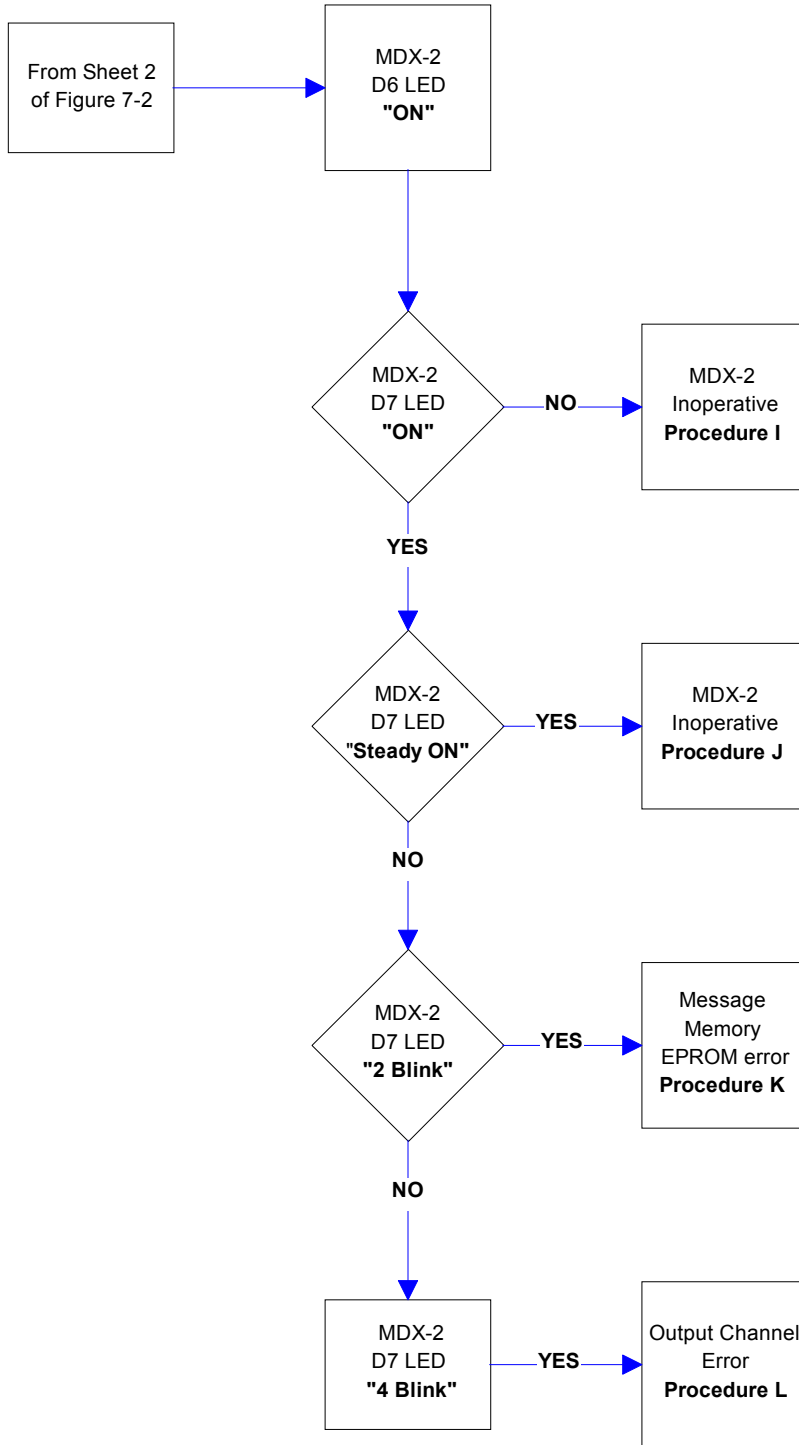 From Sheet 2
of Figure 7-2
MDX-2
D6 LED
"ON"
MDX-2
D7 LED
"ON"
NO
MDX-2
Inoperative
Procedure I
YES
MDX-2
D7 LED
"Steady ON"
YES
MDX-2
Inoperative
Procedure J
NO
MDX-2
D7 LED
"2 Blink"
YES
Message
Memory
EPROM error
Procedure K
NO
MDX-2
D7 LED
"4 Blink"
YES
Output Channel
Error
Procedure L